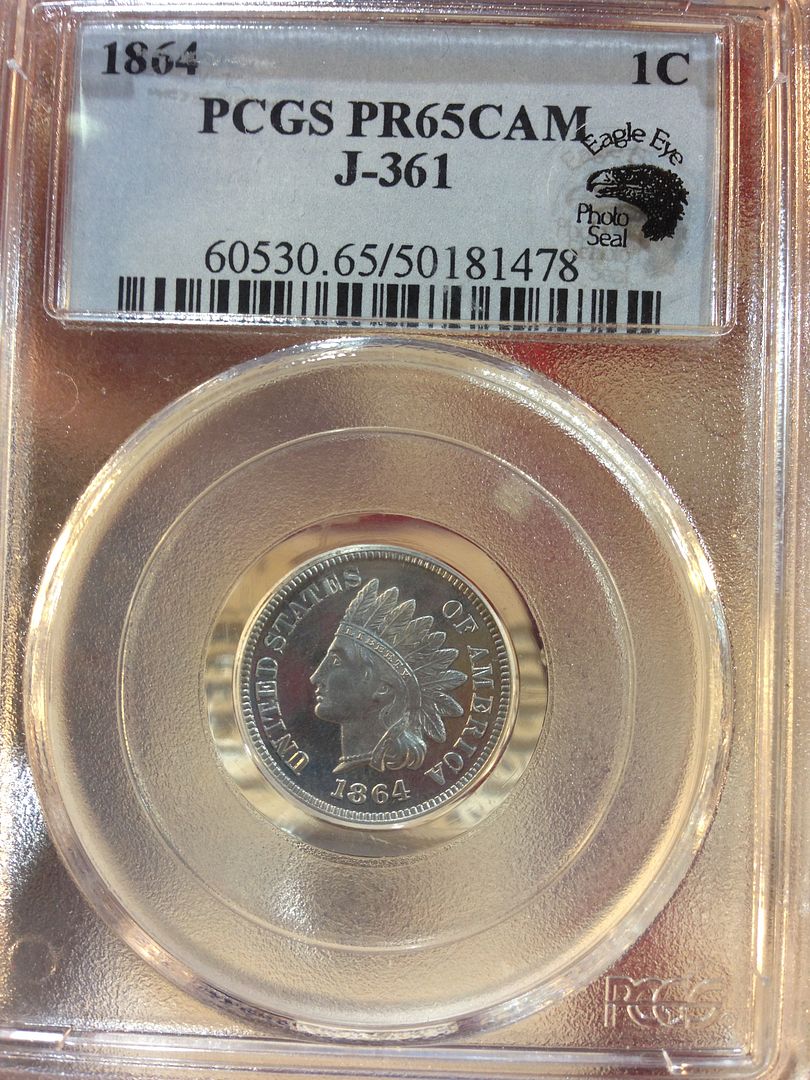 1864
1C
PCGS PR65CAM
J-361
Eagle Eye
Photo
Seal
60530.65/50181478
UNITED STATES
OF AMERICA
LIBERTY
1864
PCGS